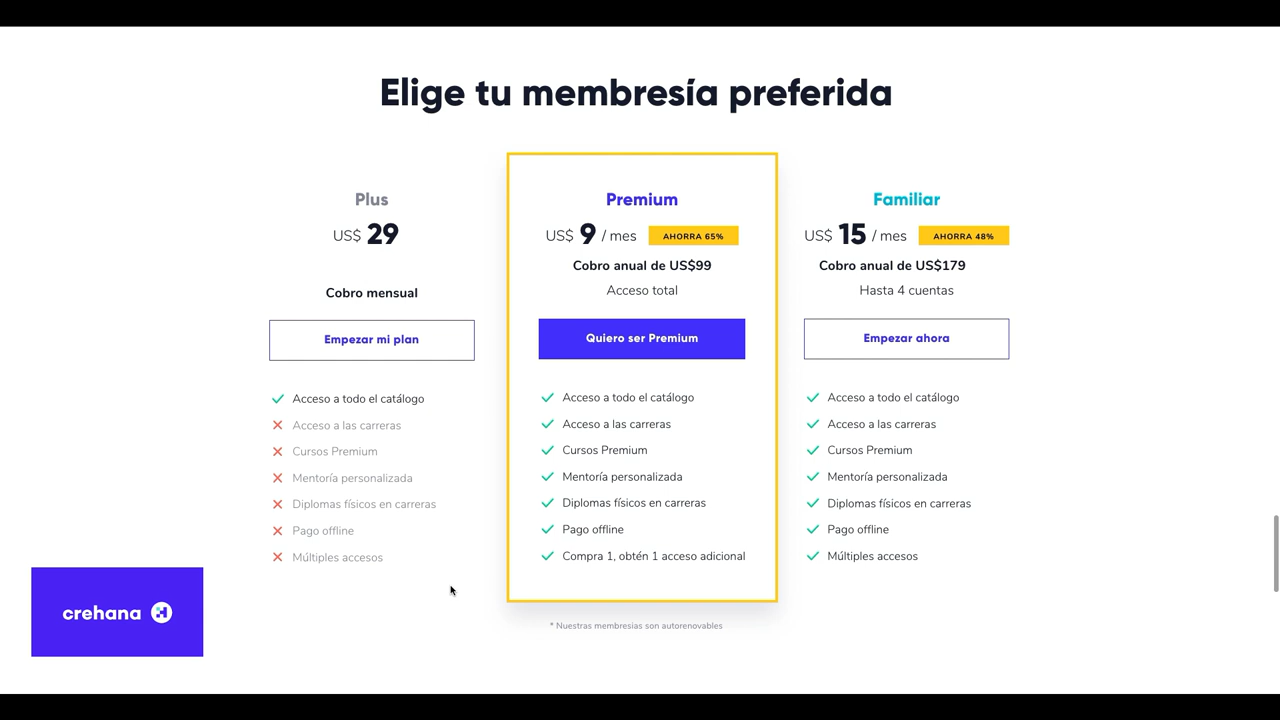 Elige tu membresía preferida
Plus
US$ 29
Cobro mensual
Empezar mi plan
Acceso a todo el catálogo
Acceso a las carreras
Cursos Premium
Mentoría personalizada
Diplomas físicos en carreras
Pago offline
Múltiples accesos
Premium
US$ 9 / mes AHORRA 65%
Cobro anual de US$99
Acceso total
Quiero ser Premium
Acceso a todo el catálogo
Acceso a las carreras
Cursos Premium
Mentoría personalizada
Diplomas físicos en carreras
Pago offline
Compra 1, obtén 1 acceso adicional
Familiar
US$ 15 / mes AHORRA 48%
Cobro anual de US$179
Hasta 4 cuentas
Empezar ahora
Acceso a todo el catálogo
Acceso a las carreras
Cursos Premium
Mentoría personalizada
Diplomas físicos en carreras
Pago offline
Múltiples accesos
* Nuestras membresias son autorenovables
crehana